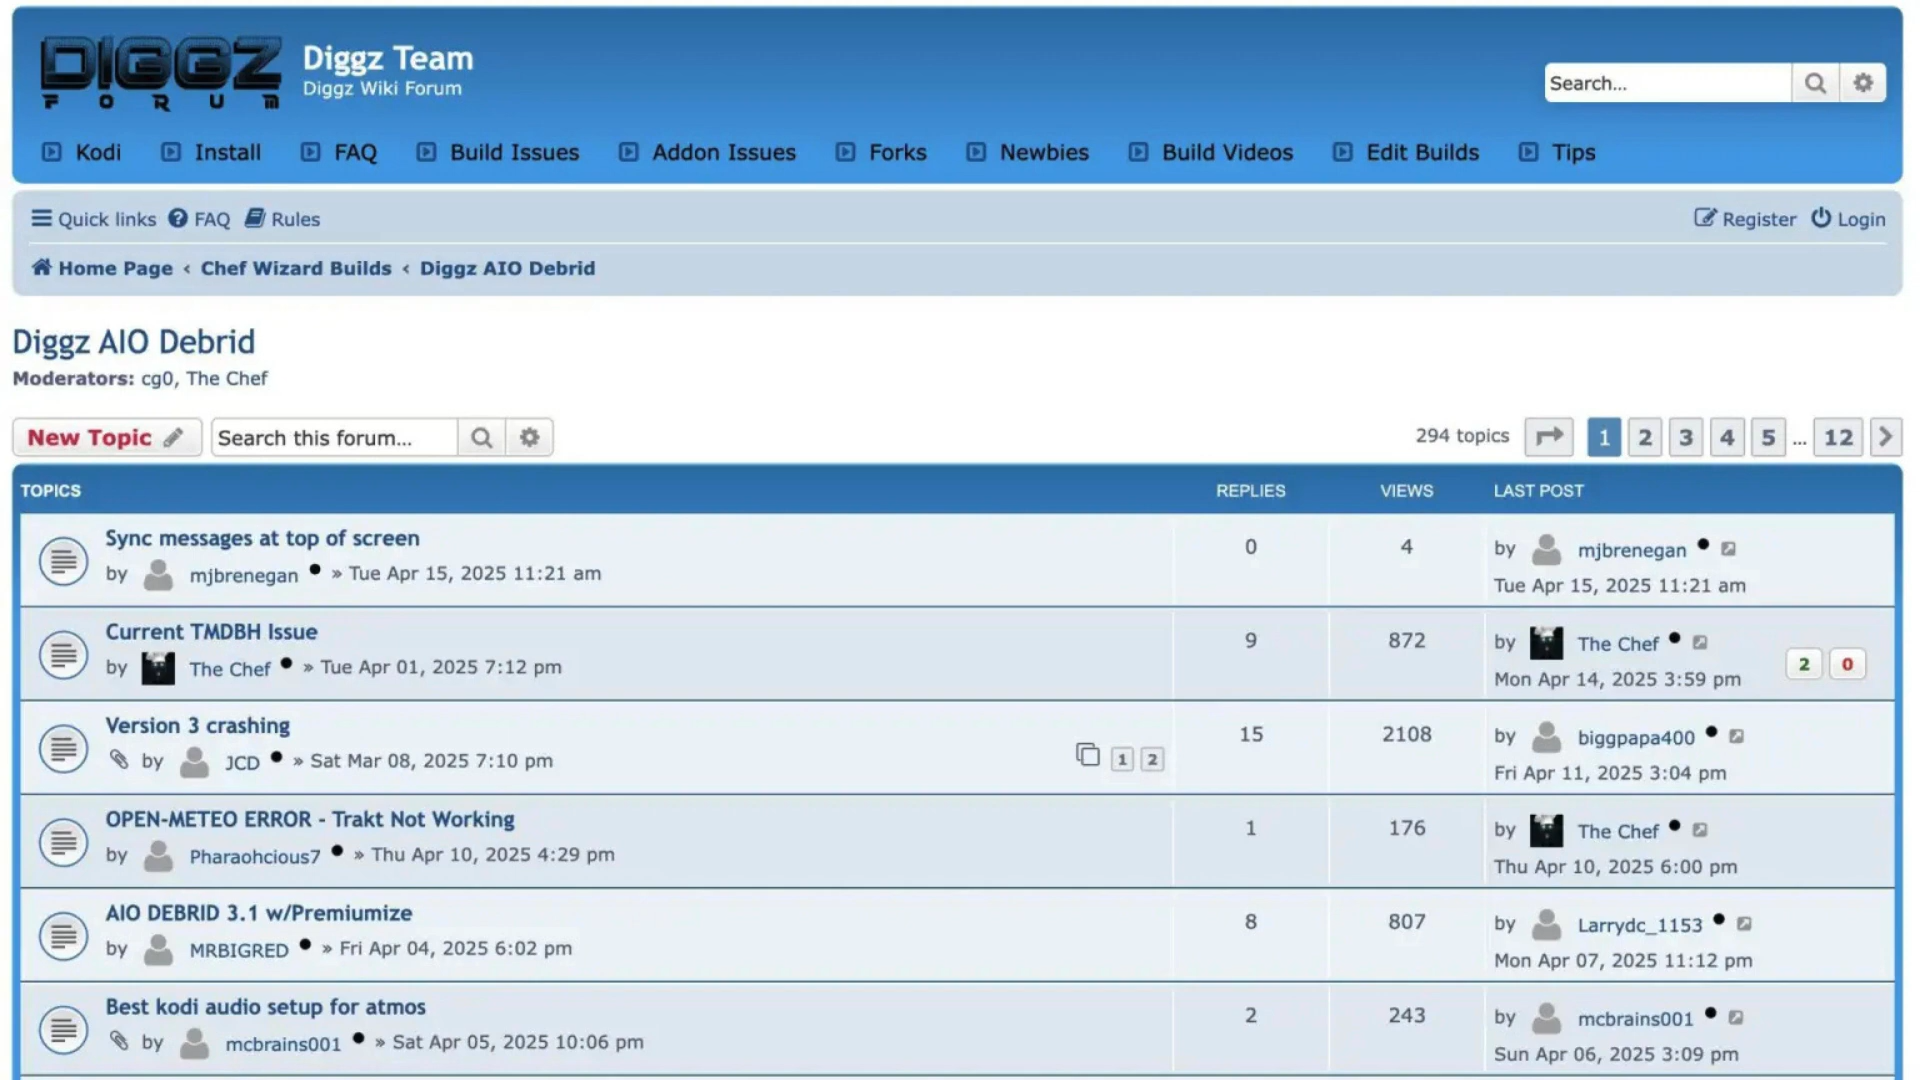 DIGGZ
FORUM
Diggz Team
Diggz Wiki Forum
Search...
Kodi Install FAQ Build Issues Addon Issues Forks Newbies Build Videos Edit Builds Tips
Quick links FAQ Rules Register Login
Home Page ‹ Chef Wizard Builds ‹ Diggz AIO Debrid
Diggz AIO Debrid
Moderators: cg0, The Chef
New Topic Search this forum... 294 topics 1 2 3 4 5 ... 12
TOPICS REPLIES VIEWS LAST POST
Sync messages at top of screen
by mjbrenegan » Tue Apr 15, 2025 11:21 am
0 4
by mjbrenegan
Tue Apr 15, 2025 11:21 am
Current TMDBH Issue
by The Chef » Tue Apr 01, 2025 7:12 pm
9 872
by The Chef
Mon Apr 14, 2025 3:59 pm
2 0
Version 3 crashing
by JCD » Sat Mar 08, 2025 7:10 pm
1 2
15 2108
by biggpapa400
Fri Apr 11, 2025 3:04 pm
OPEN-METEO ERROR - Trakt Not Working
by Pharaohcious7 » Thu Apr 10, 2025 4:29 pm
1 176
by The Chef
Thu Apr 10, 2025 6:00 pm
AIO DEBRID 3.1 w/Premiumize
by MRBIGRED » Fri Apr 04, 2025 6:02 pm
8 807
by Larrydc_1153
Mon Apr 07, 2025 11:12 pm
Best kodi audio setup for atmos
by mcbrains001 » Sat Apr 05, 2025 10:06 pm
2 243
by mcbrains001
Sun Apr 06, 2025 3:09 pm